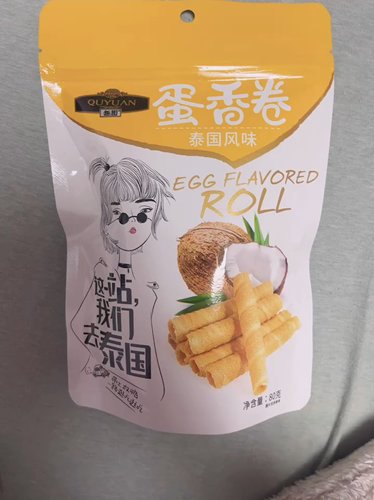 QUYUAN
蛋香卷
泰国风味
EGG FLAVORED
ROLL
这一站,
我们
去泰国
净含量:80克